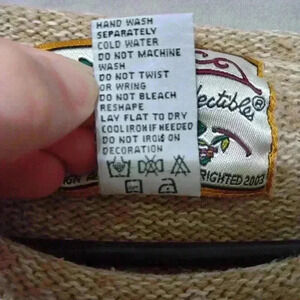 HAND WASH
SEPARATELY
COLD WATER
DO NOT MACHINE
WASH
DO NOT TWIST
OR WRING
DO NOT BLEACH
RESHAPE
LAY FLAT TO DRY
COOL IRON IF NEEDED
DO NOT IRON ON
DECORATION
lectibles®
RIGHTED 2003